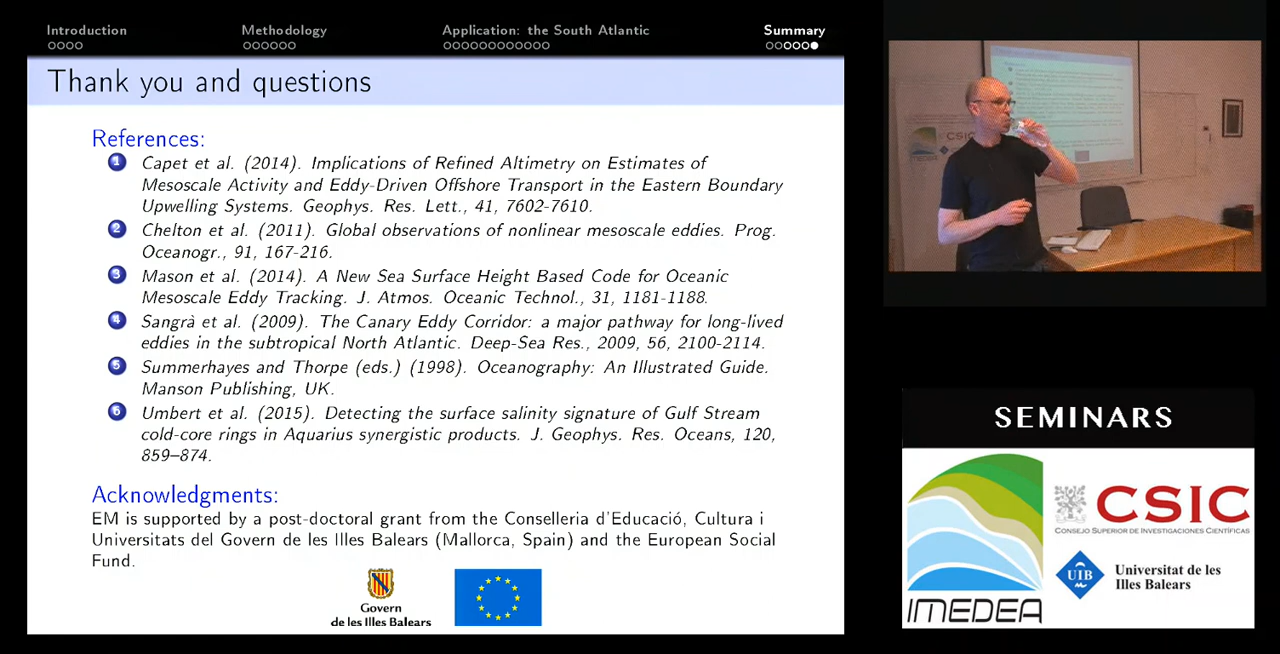 Introduction
Methodology
Application: the South Atlantic
Summary
Thank you and questions
References:
1 Capet et al. (2014). Implications of Refined Altimetry on Estimates of
Mesoscale Activity and Eddy-Driven Offshore Transport in the Eastern Boundary
Upwelling Systems. Geophys. Res. Lett., 41, 7602-7610.
2 Chelton et al. (2011). Global observations of nonlinear mesoscale eddies. Prog.
Oceanogr., 91, 167-216.
3 Mason et al. (2014). A New Sea Surface Height Based Code for Oceanic
Mesoscale Eddy Tracking. J. Atmos. Oceanic Technol., 31, 1181-1188.
4 Sangrà et al. (2009). The Canary Eddy Corridor: a major pathway for long-lived
eddies in the subtropical North Atlantic. Deep-Sea Res., 2009, 56, 2100-2114.
5 Summerhayes and Thorpe (eds.) (1998). Oceanography: An Illustrated Guide.
Manson Publishing, UK.
6 Umbert et al. (2015). Detecting the surface salinity signature of Gulf Stream
cold-core rings in Aquarius synergistic products. J. Geophys. Res. Oceans, 120,
859–874.
Acknowledgments:
EM is supported by a post-doctoral grant from the Conselleria d'Educació, Cultura i
Universitats del Govern de les Illes Balears (Mallorca, Spain) and the European Social
Fund.
Govern
de les Illes Balears
CSIC
SEMINARS
CSIC
CONSEJO SUPERIOR DE INVESTIGACIONES CIENTÍFICAS
UIB
Universitat de les
Illes Balears
IMEDEA